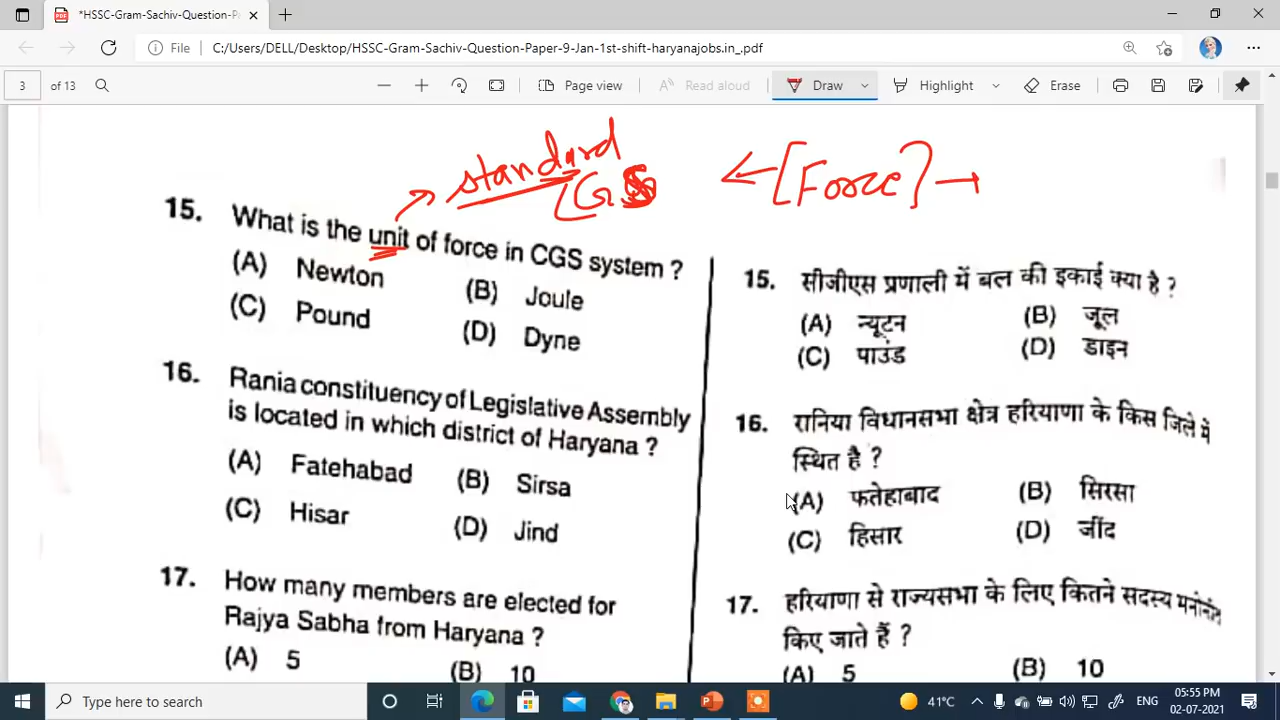 *HSSC-Gram-Sachiv-Question-Pa
File C:/Users/DELL/Desktop/HSSC-Gram-Sachiv-Question-Paper-9-Jan-1st-shift-haryanajobs.in_.pdf
3 of 13 Page view Read aloud Draw Highlight Erase
standard
CGS
[Force]
15. What is the unit of force in CGS system ?
(A) Newton (B) Joule
(C) Pound (D) Dyne
16. Rania constituency of Legislative Assembly
is located in which district of Haryana ?
(A) Fatehabad (B) Sirsa
(C) Hisar (D) Jind
17. How many members are elected for
Rajya Sabha from Haryana ?
(A) 5 (B) 10
15. सीजीएस प्रणाली में बल की इकाई क्या है ?
(A) न्यूटन (B) जूल
(C) पाउंड (D) डाइन
16. रानिया विधानसभा क्षेत्र हरियाणा के किस जिले में
स्थित है ?
(A) फतेहाबाद (B) सिरसा
(C) हिसार (D) जींद
17. हरियाणा से राज्यसभा के लिए कितने सदस्य मनोनीत
किए जाते हैं ?
(A) 5 (B) 10
Type here to search
41°C ENG 05:55 PM
02-07-2021